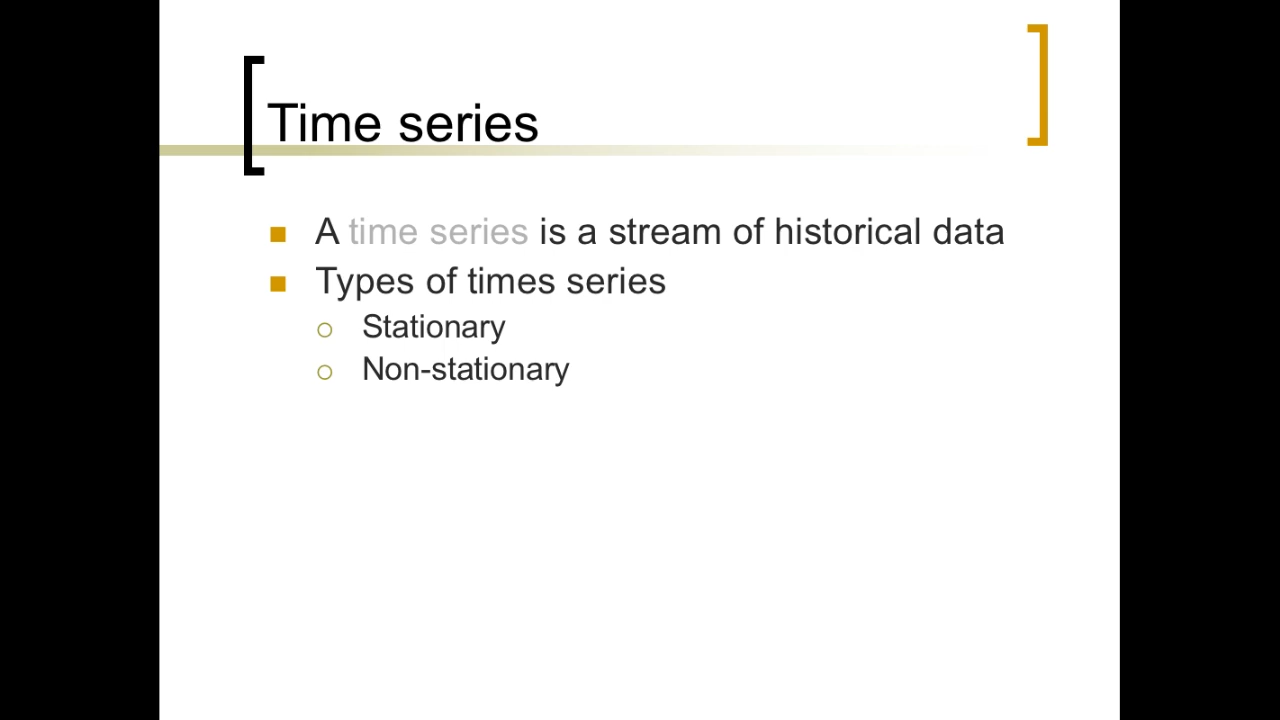 Time series
A time series is a stream of historical data
Types of times series
Stationary
Non-stationary